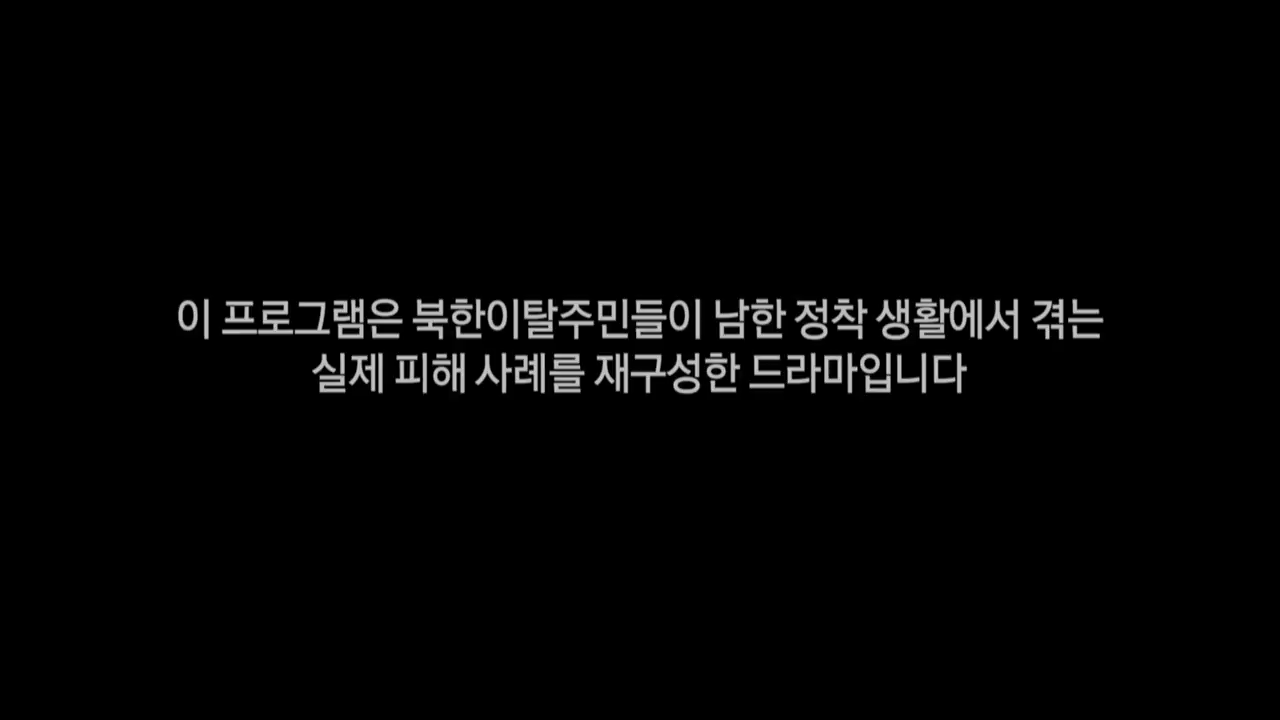 이 프로그램은 북한이탈주민들이 남한 정착 생활에서 겪는
실제 피해 사례를 재구성한 드라마입니다